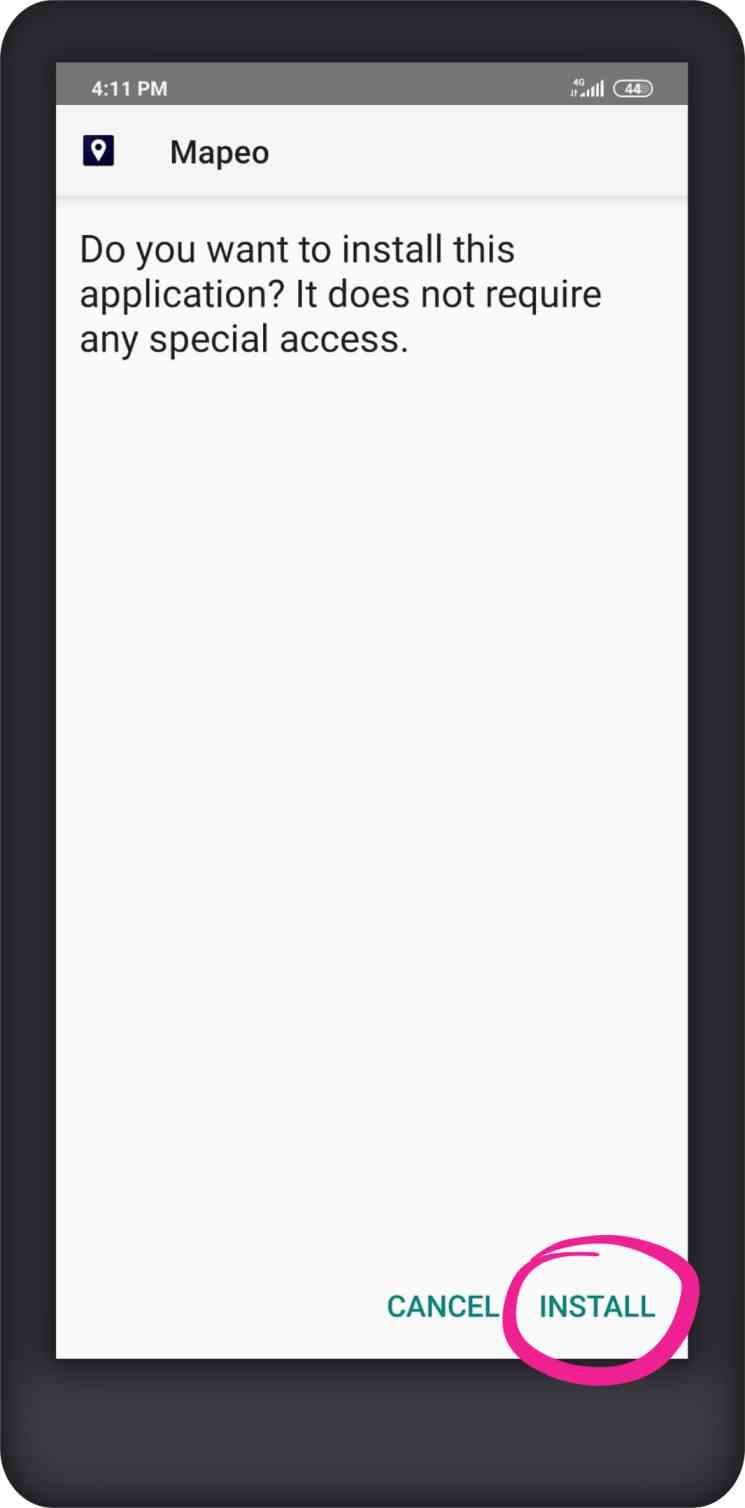 4:11 PM 4G 44
Mapeo
Do you want to install this
application? It does not require
any special access.
CANCEL INSTALL